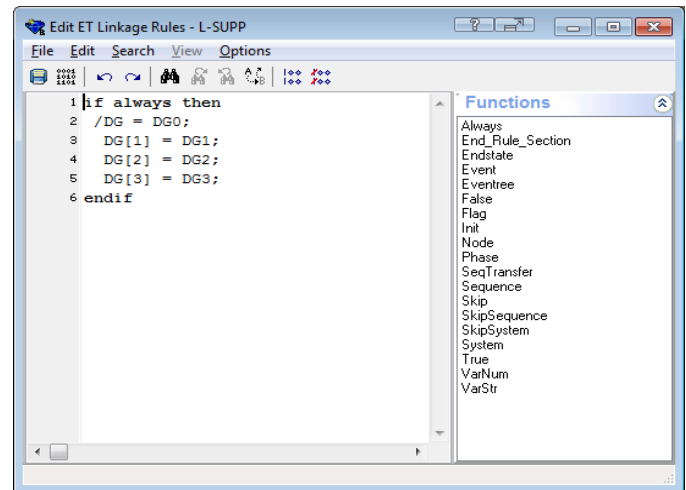 Edit ET Linkage Rules - L-SUPP
File Edit Search View Options
1 if always then
2 /DG = DG0;
3 DG[1] = DG1;
4 DG[2] = DG2;
5 DG[3] = DG3;
6 endif
Functions
Always
End_Rule_Section
Endstate
Event
Eventree
False
Flag
Init
Node
Phase
SeqTransfer
Sequence
Skip
SkipSequence
SkipSystem
System
True
VarNum
VarStr